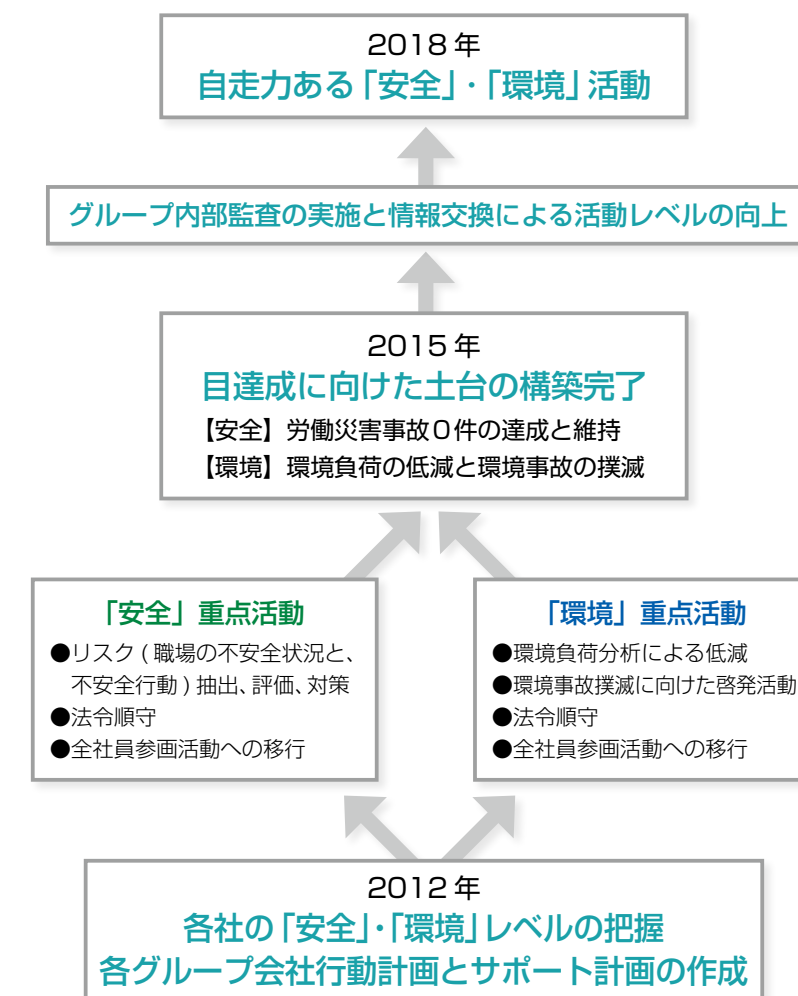 2018年
自走力ある「安全」・「環境」活動
グループ内部監査の実施と情報交換による活動レベルの向上
2015年
目達成に向けた土台の構築完了
【安全】労働災害事故0件の達成と維持
【環境】環境負荷の低減と環境事故の撲滅
「安全」重点活動
●リスク(職場の不安全状況と、
不安全行動)抽出、評価、対策
●法令順守
●全社員参画活動への移行
「環境」重点活動
●環境負荷分析による低減
●環境事故撲滅に向けた啓発活動
●法令順守
●全社員参画活動への移行
2012年
各社の「安全」・「環境」レベルの把握
各グループ会社行動計画とサポート計画の作成